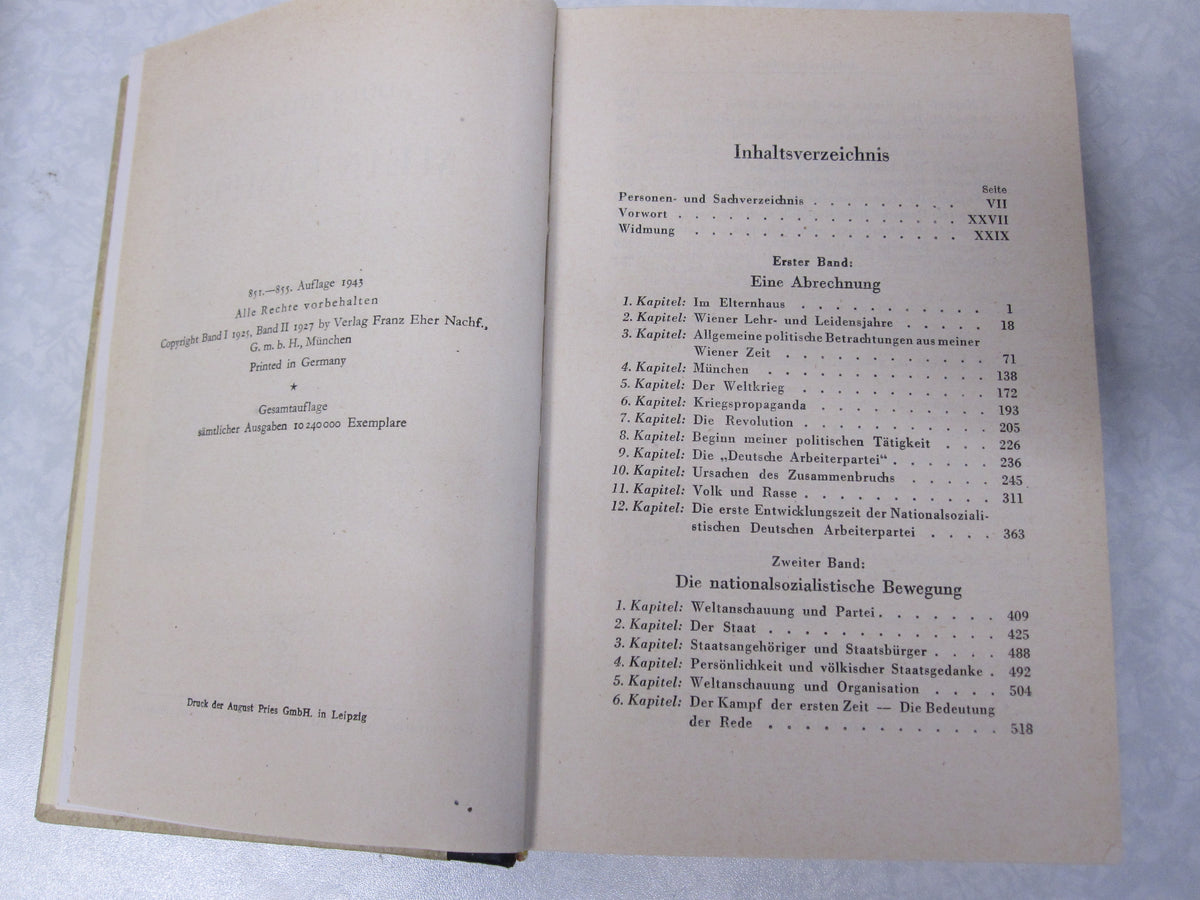 851.—855. Auflage 1943
Alle Rechte vorbehalten
Copyright Band I 1925, Band II 1927 by Verlag Franz Eher Nachf.,
G. m. b. H., München
Printed in Germany
*
Gesamtauflage
sämtlicher Ausgaben 10 240 000 Exemplare
Druck der August Pries GmbH. in Leipzig
Inhaltsverzeichnis
Seite
Personen- und Sachverzeichnis . . . . . . . . . VII
Vorwort . . . . . . . . . . . . . . . . . XXVII
Widmung . . . . . . . . . . . . . . . . XXIX
Erster Band:
Eine Abrechnung
1. Kapitel: Im Elternhaus . . . . . . . . . . 1
2. Kapitel: Wiener Lehr- und Leidensjahre . . . . . 18
3. Kapitel: Allgemeine politische Betrachtungen aus meiner
Wiener Zeit . . . . . . . . . . . 71
4. Kapitel: München . . . . . . . . . . . . 138
5. Kapitel: Der Weltkrieg . . . . . . . . . . 172
6. Kapitel: Kriegspropaganda . . . . . . . . . 193
7. Kapitel: Die Revolution . . . . . . . . . . 205
8. Kapitel: Beginn meiner politischen Tätigkeit . . . . 226
9. Kapitel: Die „Deutsche Arbeiterpartei“ . . . . . . 236
10. Kapitel: Ursachen des Zusammenbruchs . . . . . 245
11. Kapitel: Volk und Rasse . . . . . . . . . . 311
12. Kapitel: Die erste Entwicklungszeit der Nationalsoziali-
stischen Deutschen Arbeiterpartei . . . . 363
Zweiter Band:
Die nationalsozialistische Bewegung
1. Kapitel: Weltanschauung und Partei . . . . . . . 409
2. Kapitel: Der Staat . . . . . . . . . . . . 425
3. Kapitel: Staatsangehöriger und Staatsbürger . . . . 488
4. Kapitel: Persönlichkeit und völkischer Staatsgedanke . 492
5. Kapitel: Weltanschauung und Organisation . . . . 504
6. Kapitel: Der Kampf der ersten Zeit — Die Bedeutung
der Rede . . . . . . . . . . . . . 518